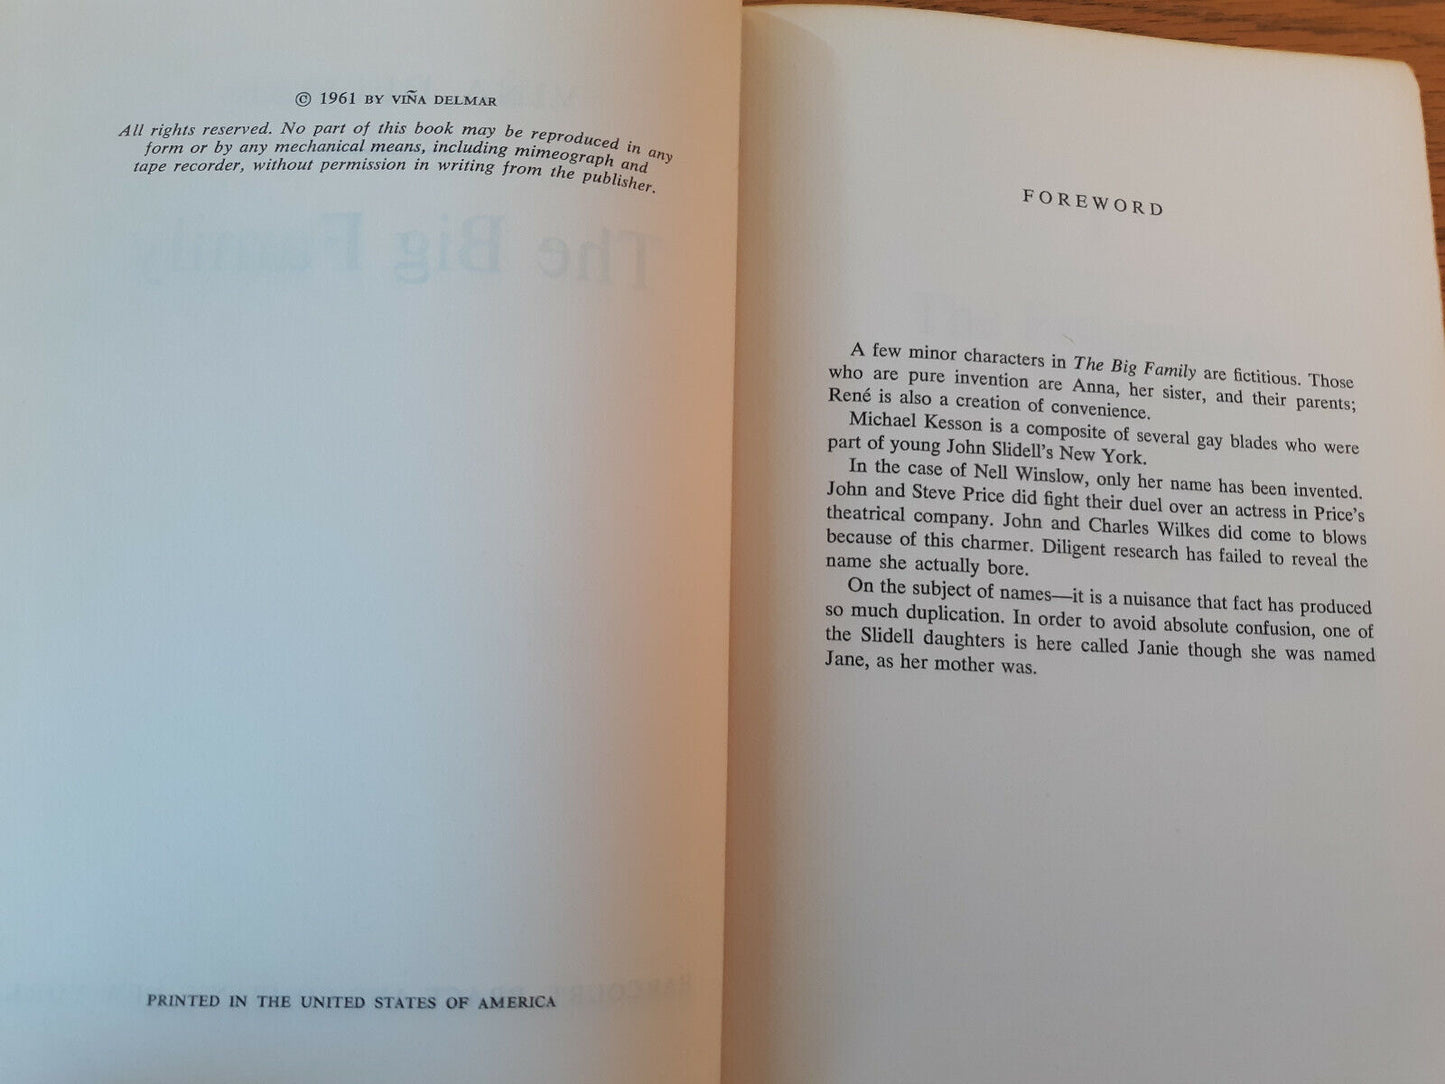 © 1961 BY VIÑA DELMAR
All rights reserved. No part of this book may be reproduced in any
form or by any mechanical means, including mimeograph and
tape recorder, without permission in writing from the publisher.
The Big Family
PRINTED IN THE UNITED STATES OF AMERICA
FOREWORD
A few minor characters in The Big Family are fictitious. Those
who are pure invention are Anna, her sister, and their parents;
René is also a creation of convenience.
Michael Kesson is a composite of several gay blades who were
part of young John Slidell's New York.
In the case of Nell Winslow, only her name has been invented.
John and Steve Price did fight their duel over an actress in Price's
theatrical company. John and Charles Wilkes did come to blows
because of this charmer. Diligent research has failed to reveal the
name she actually bore.
On the subject of names—it is a nuisance that fact has produced
so much duplication. In order to avoid absolute confusion, one of
the Slidell daughters is here called Janie though she was named
Jane, as her mother was.